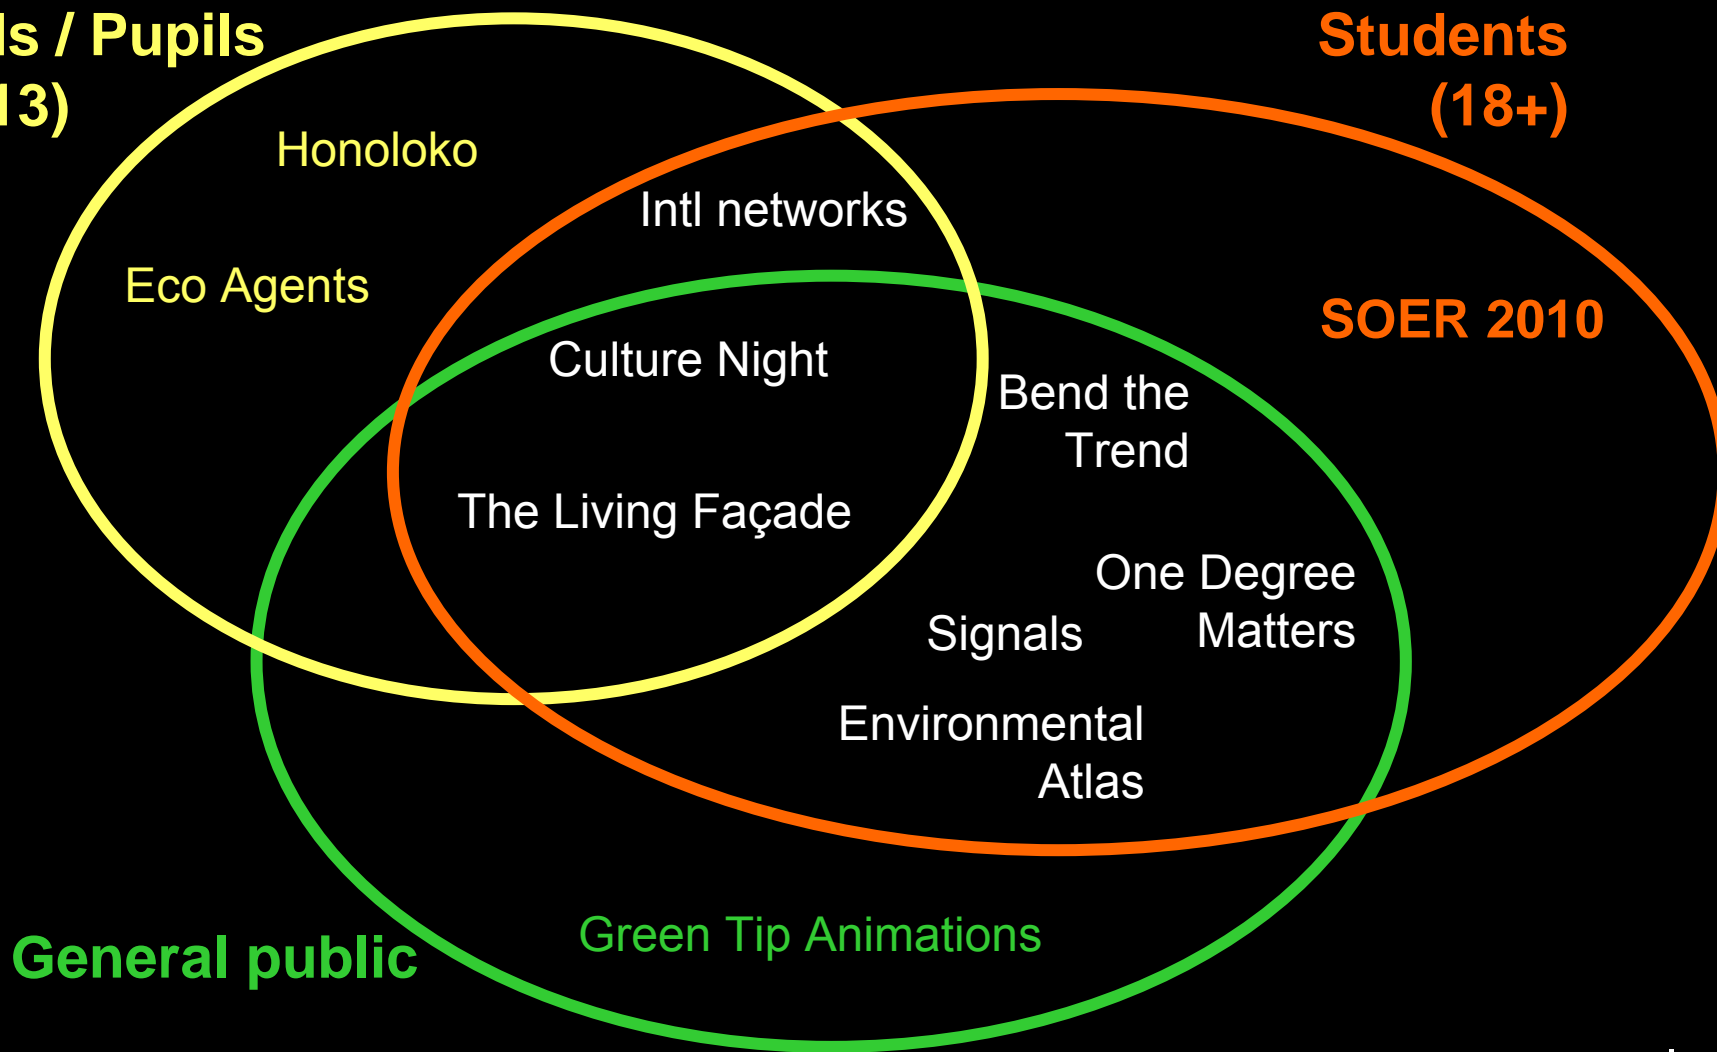 ls / Pupils
13)
Students
(18+)
Honoloko
Intl networks
Eco Agents
SOER 2010
Culture Night
Bend the
Trend
The Living Façade
One Degree
Matters
Signals
Environmental
Atlas
Green Tip Animations
General public